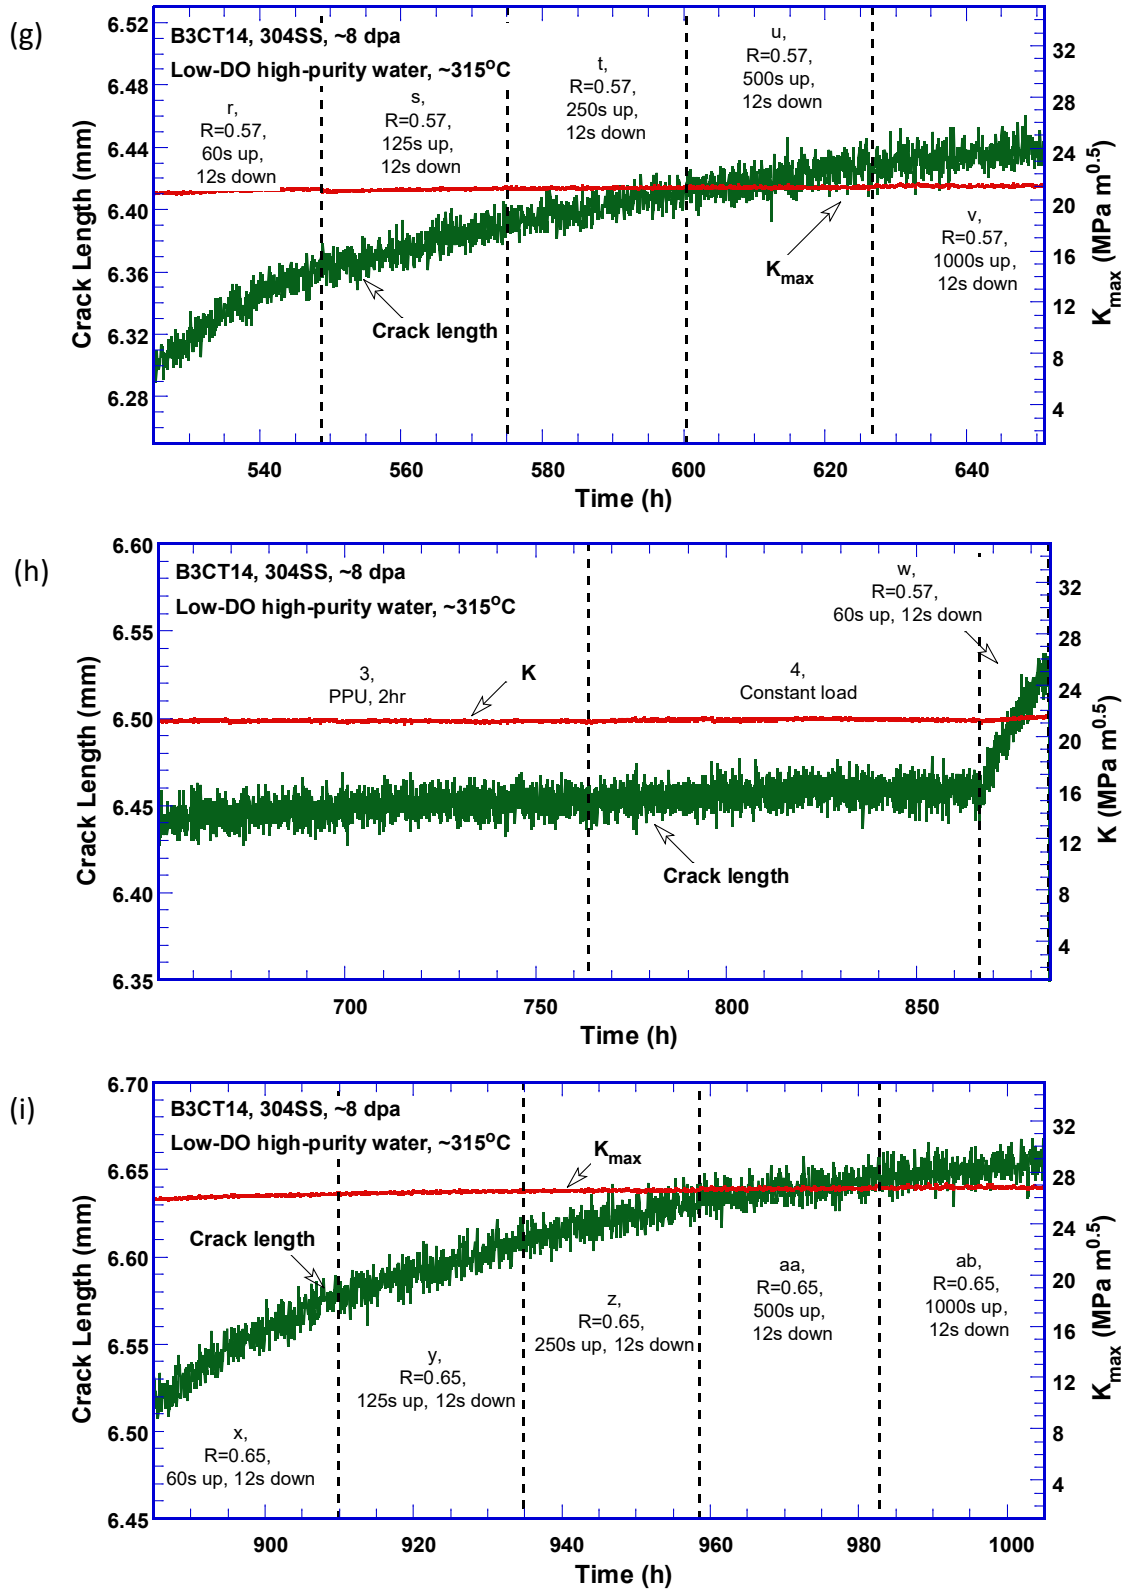 (g)
6.52
6.48
6.44
6.40
6.36
6.32
6.28
Crack Length (mm)
B3CT14, 304SS, ~8 dpa
Low-DO high-purity water, ~315°C
r,
R=0.57,
60s up,
12s down
s,
R=0.57,
125s up,
12s down
t,
R=0.57,
250s up,
12s down
u,
R=0.57,
500s up,
12s down
v,
R=0.57,
1000s up,
12s down
Crack length
Kmax
32
28
24
20
16
12
8
4
Kmax (MPa m0.5)
540
560
580
600
620
640
Time (h)
(h)
6.60
6.55
6.50
6.45
6.40
6.35
Crack Length (mm)
B3CT14, 304SS, ~8 dpa
Low-DO high-purity water, ~315°C
3,
PPU, 2hr
K
4,
Constant load
w,
R=0.57,
60s up, 12s down
Crack length
32
28
24
20
16
12
8
4
K (MPa m0.5)
700
750
800
850
Time (h)
(i)
6.70
6.65
6.60
6.55
6.50
6.45
Crack Length (mm)
B3CT14, 304SS, ~8 dpa
Low-DO high-purity water, ~315°C
Kmax
Crack length
x,
R=0.65,
60s up, 12s down
y,
R=0.65,
125s up, 12s down
z,
R=0.65,
250s up, 12s down
aa,
R=0.65,
500s up,
12s down
ab,
R=0.65,
1000s up,
12s down
32
28
24
20
16
12
8
4
Kmax (MPa m0.5)
900
920
940
960
980
1000
Time (h)